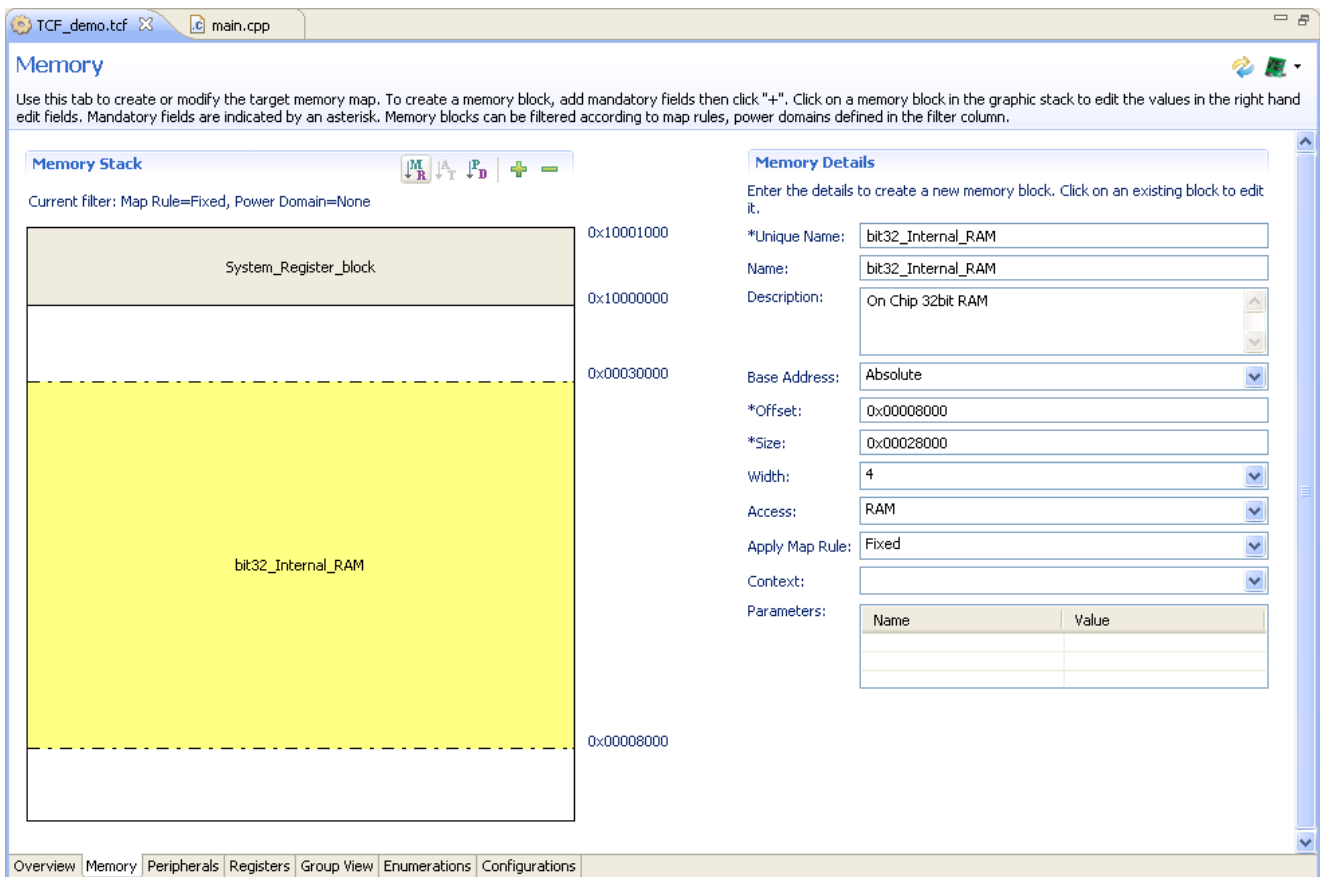 TCF_demo.tcf
main.cpp
Memory
Use this tab to create or modify the target memory map. To create a memory block, add mandatory fields then click "+". Click on a memory block in the graphic stack to edit the values in the right hand
edit fields. Mandatory fields are indicated by an asterisk. Memory blocks can be filtered according to map rules, power domains defined in the filter column.
Memory Stack
M R A T P D
Current filter: Map Rule=Fixed, Power Domain=None
0x10001000
System_Register_block
0x10000000
0x00030000
bit32_Internal_RAM
0x00008000
Memory Details
Enter the details to create a new memory block. Click on an existing block to edit
it.
*Unique Name: bit32_Internal_RAM
Name: bit32_Internal_RAM
Description: On Chip 32bit RAM
Base Address: Absolute
*Offset: 0x00008000
*Size: 0x00028000
Width: 4
Access: RAM
Apply Map Rule: Fixed
Context:
Parameters:
Name Value
Overview Memory Peripherals Registers Group View Enumerations Configurations